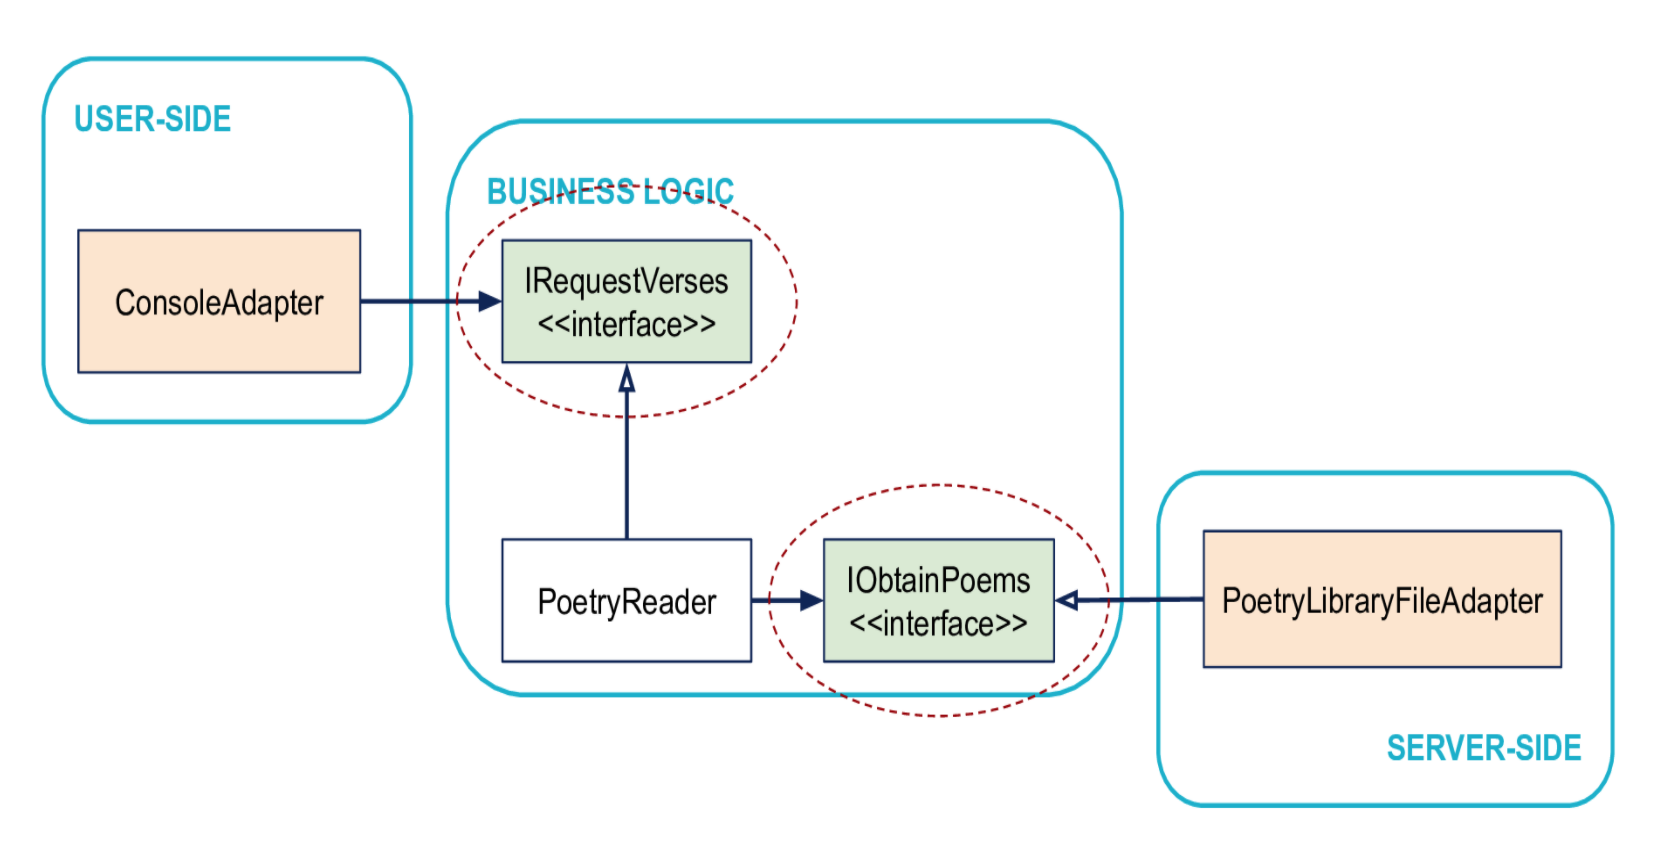 USER-SIDE
BUSINESS LOGIC
ConsoleAdapter
IRequestVerses
<<interface>>
PoetryReader
IObtainPoems
<<interface>>
PoetryLibraryFileAdapter
SERVER-SIDE